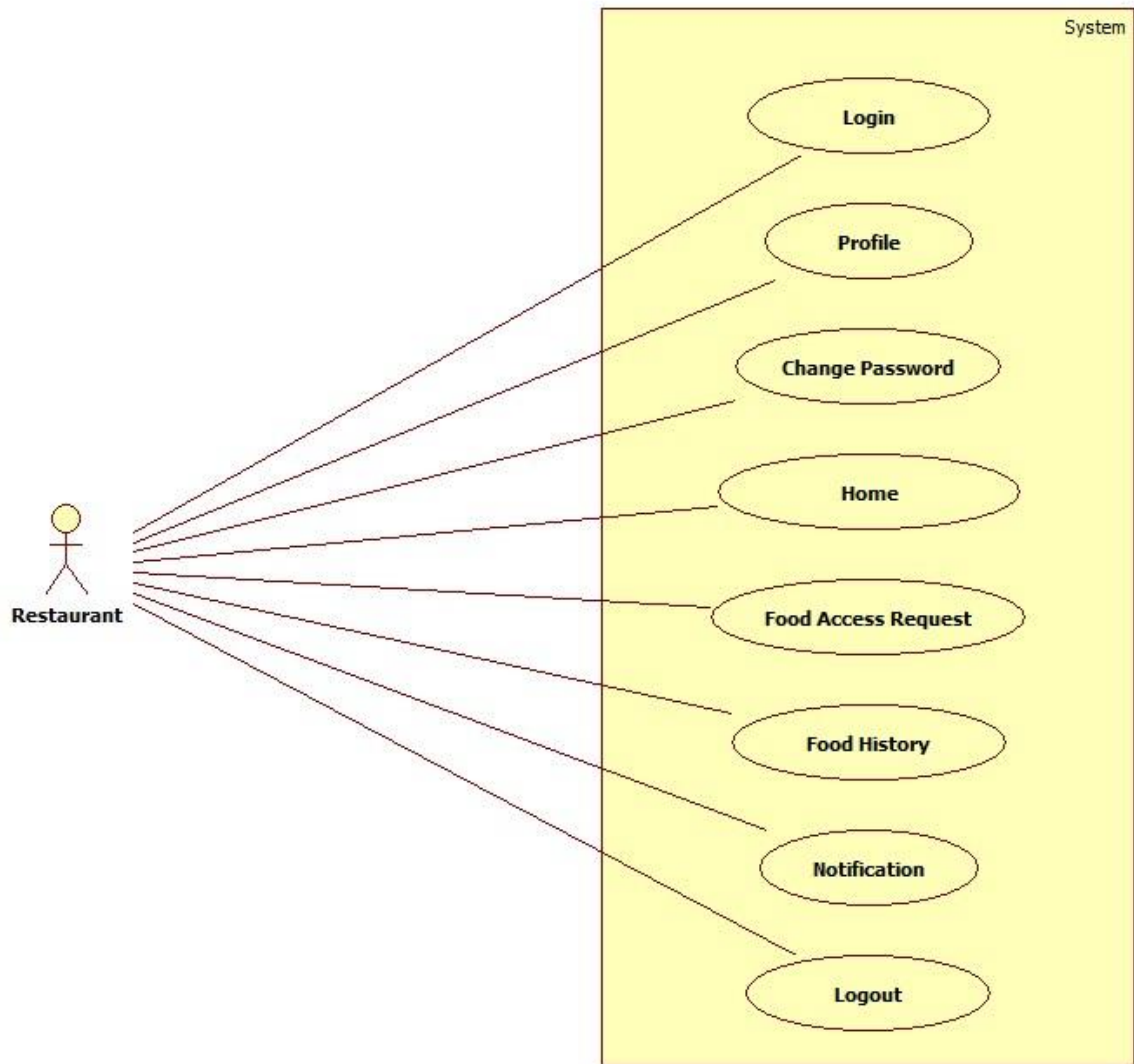 System
Login
Profile
Change Password
Home
Restaurant
Food Access Request
Food History
Notification
Logout